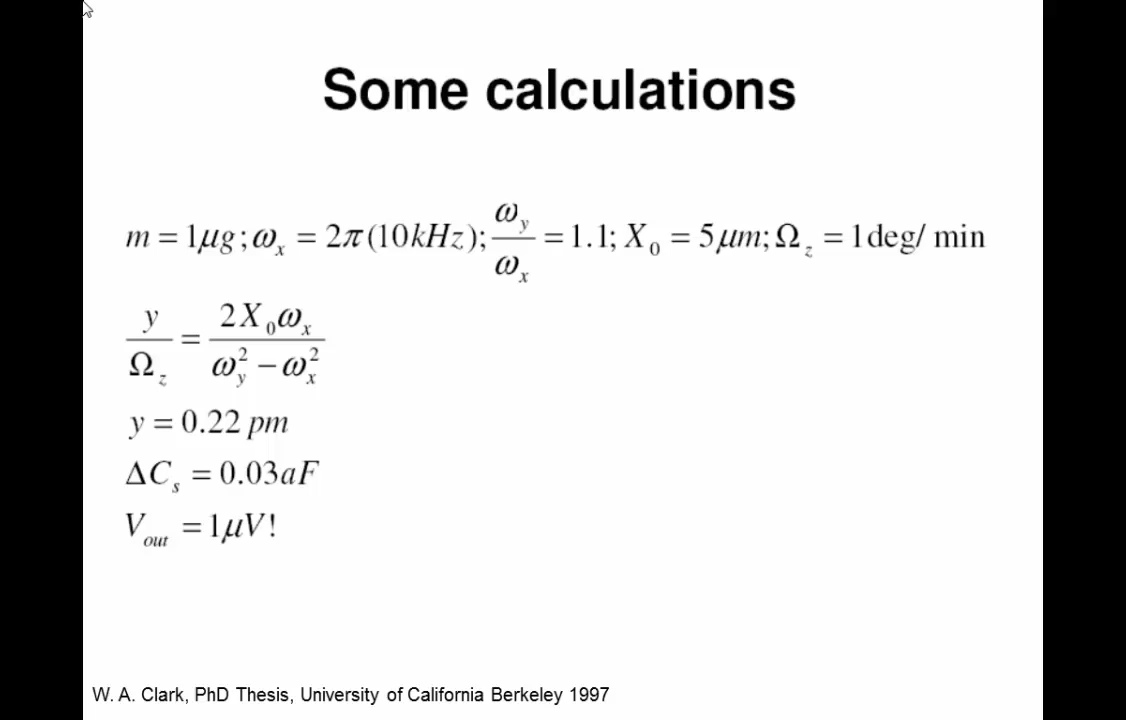 Some calculations
m = 1μg; ω_x = 2π(10kHz); ω_y/ω_x = 1.1; X_0 = 5μm; Ω_z = 1deg/ min
y/Ω_z = 2X_0ω_x/(ω_y^2 − ω_x^2)
y = 0.22 pm
ΔC_s = 0.03aF
V_out = 1μV!
W. A. Clark, PhD Thesis, University of California Berkeley 1997